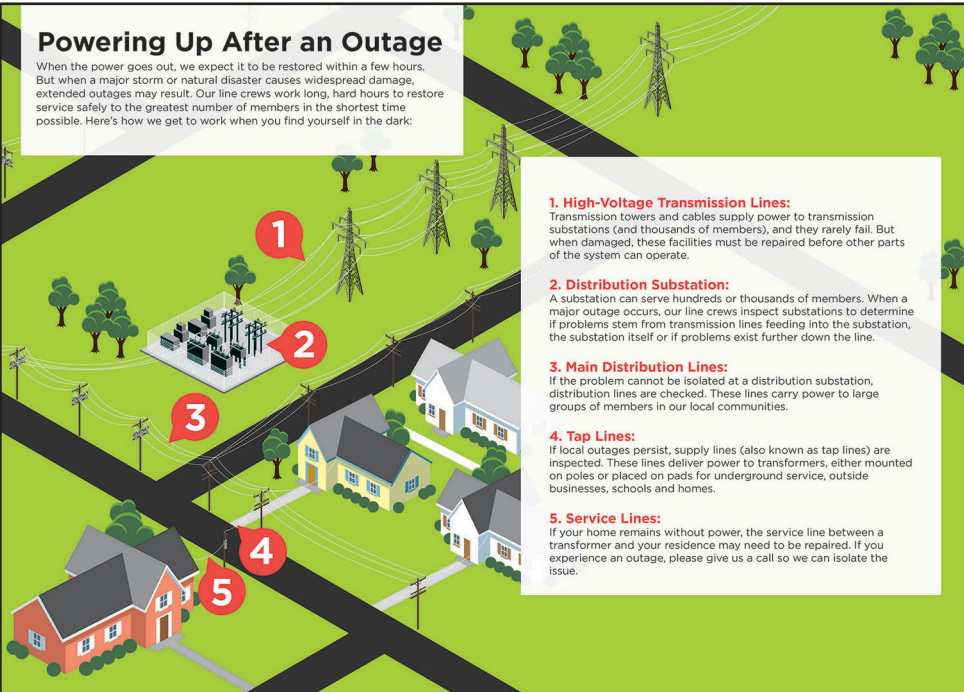 Powering Up After an Outage
When the power goes out, we expect it to be restored within a few hours.
But when a major storm or natural disaster causes widespread damage,
extended outages may result. Our line crews work long, hard hours to restore
service safely to the greatest number of members in the shortest time
possible. Here's how we get to work when you find yourself in the dark:
1
2
3
4
5
1. High-Voltage Transmission Lines:
Transmission towers and cables supply power to transmission
substations (and thousands of members), and they rarely fail. But
when damaged, these facilities must be repaired before other parts
of the system can operate.
2. Distribution Substation:
A substation can serve hundreds or thousands of members. When a
major outage occurs, our line crews inspect substations to determine
if problems stem from transmission lines feeding into the substation,
the substation itself or if problems exist further down the line.
3. Main Distribution Lines:
If the problem cannot be isolated at a distribution substation,
distribution lines are checked. These lines carry power to large
groups of members in our local communities.
4. Tap Lines:
If local outages persist, supply lines (also known as tap lines) are
inspected. These lines deliver power to transformers, either mounted
on poles or placed on pads for underground service, outside
businesses, schools and homes.
5. Service Lines:
If your home remains without power, the service line between a
transformer and your residence may need to be repaired. If you
experience an outage, please give us a call so we can isolate the
issue.